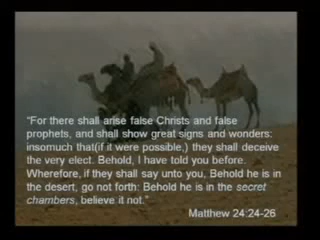 “For there shall arise false Christs and false
prophets, and shall show great signs and wonders:
insomuch that(if it were possible,) they shall deceive
the very elect. Behold, I have told you before.
Wherefore, if they shall say unto you, Behold he is in
the desert, go not forth: Behold he is in the secret
chambers, believe it not.”
Matthew 24:24-26